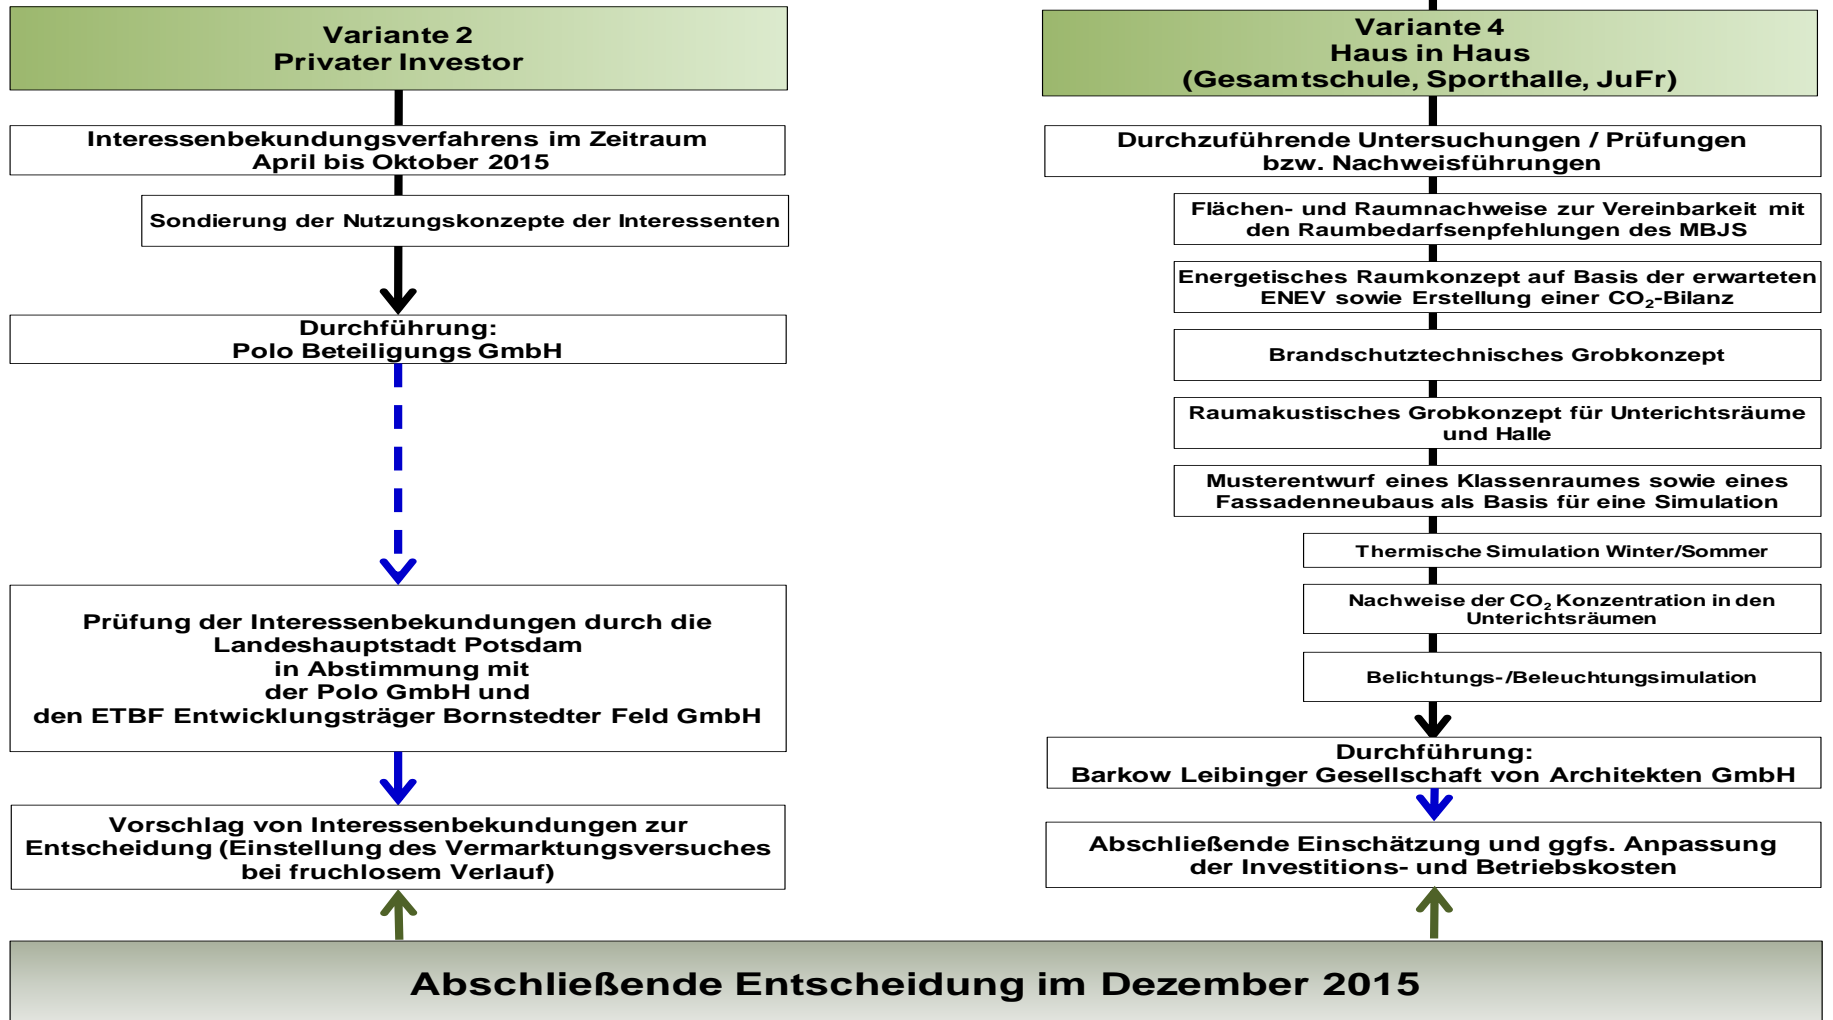 Variante 2
Privater Investor
Interessenbekundungsverfahrens im Zeitraum
April bis Oktober 2015
Sondierung der Nutzungskonzepte der Interessenten
Durchführung:
Polo Beteiligungs GmbH
Prüfung der Interessenbekundungen durch die
Landeshauptstadt Potsdam
in Abstimmung mit
der Polo GmbH und
den ETBF Entwicklungsträger Bornstedter Feld GmbH
Vorschlag von Interessenbekundungen zur
Entscheidung (Einstellung des Vermarktungsversuches
bei fruchlosem Verlauf)
Variante 4
Haus in Haus
(Gesamtschule, Sporthalle, JuFr)
Durchzuführende Untersuchungen / Prüfungen
bzw. Nachweisführungen
Flächen- und Raumnachweise zur Vereinbarkeit mit
den Raumbedarfsenpfehlungen des MBJS
Energetisches Raumkonzept auf Basis der erwarteten
ENEV sowie Erstellung einer CO₂-Bilanz
Brandschutztechnisches Grobkonzept
Raumakustisches Grobkonzept für Unterichtsräume
und Halle
Musterentwurf eines Klassenraumes sowie eines
Fassadenneubaus als Basis für eine Simulation
Thermische Simulation Winter/Sommer
Nachweise der CO₂ Konzentration in den
Unterichtsräumen
Belichtungs-/Beleuchtungsimulation
Durchführung:
Barkow Leibinger Gesellschaft von Architekten GmbH
Abschließende Einschätzung und ggfs. Anpassung
der Investitions- und Betriebskosten
Abschließende Entscheidung im Dezember 2015